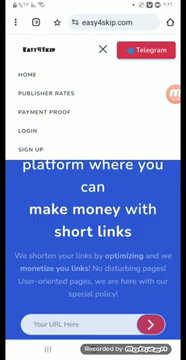 easy4skip.com
EASY4SKIP
Telegram
HOME
PUBLISHER RATES
PAYMENT PROOF
LOGIN
SIGN UP
platform where you
can
make money with
short links
We shorten your links by optimizing and we
monetize you links! No disturbing pages!
User-oriented pages, we are here with our
special policy!
Your URL Here
Recorded by